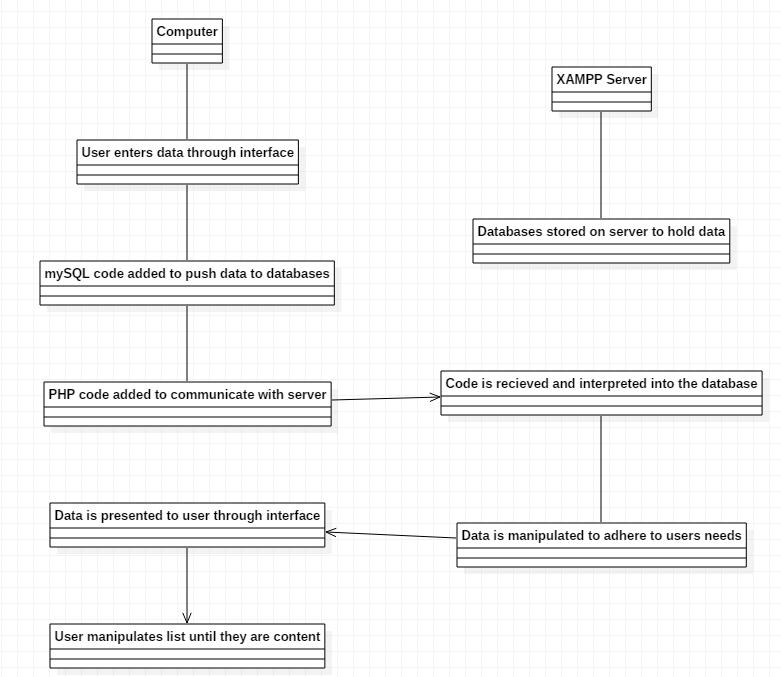 Computer
XAMPP Server
User enters data through interface
Databases stored on server to hold data
mySQL code added to push data to databases
PHP code added to communicate with server
Code is recieved and interpreted into the database
Data is presented to user through interface
Data is manipulated to adhere to users needs
User manipulates list until they are content